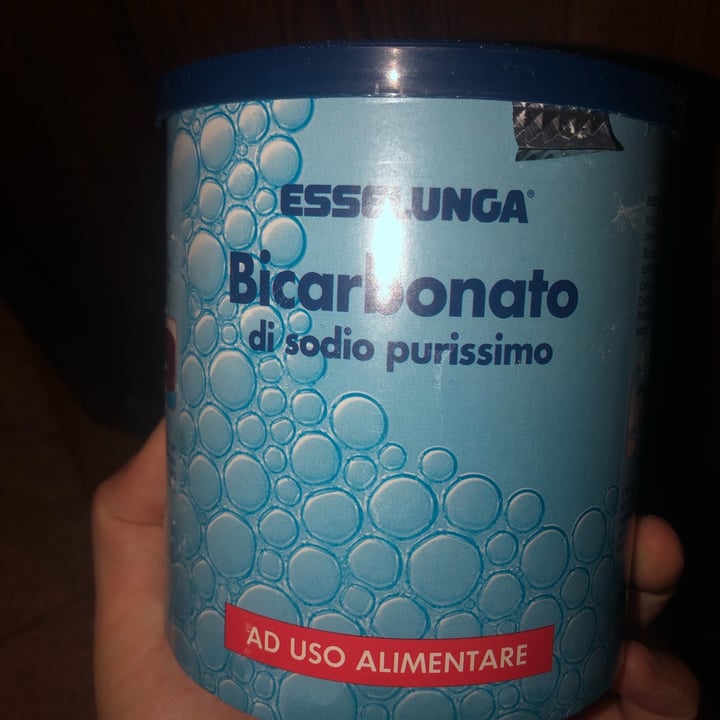 ESSELUNGA®
Bicarbonato
di sodio purissimo
AD USO ALIMENTARE